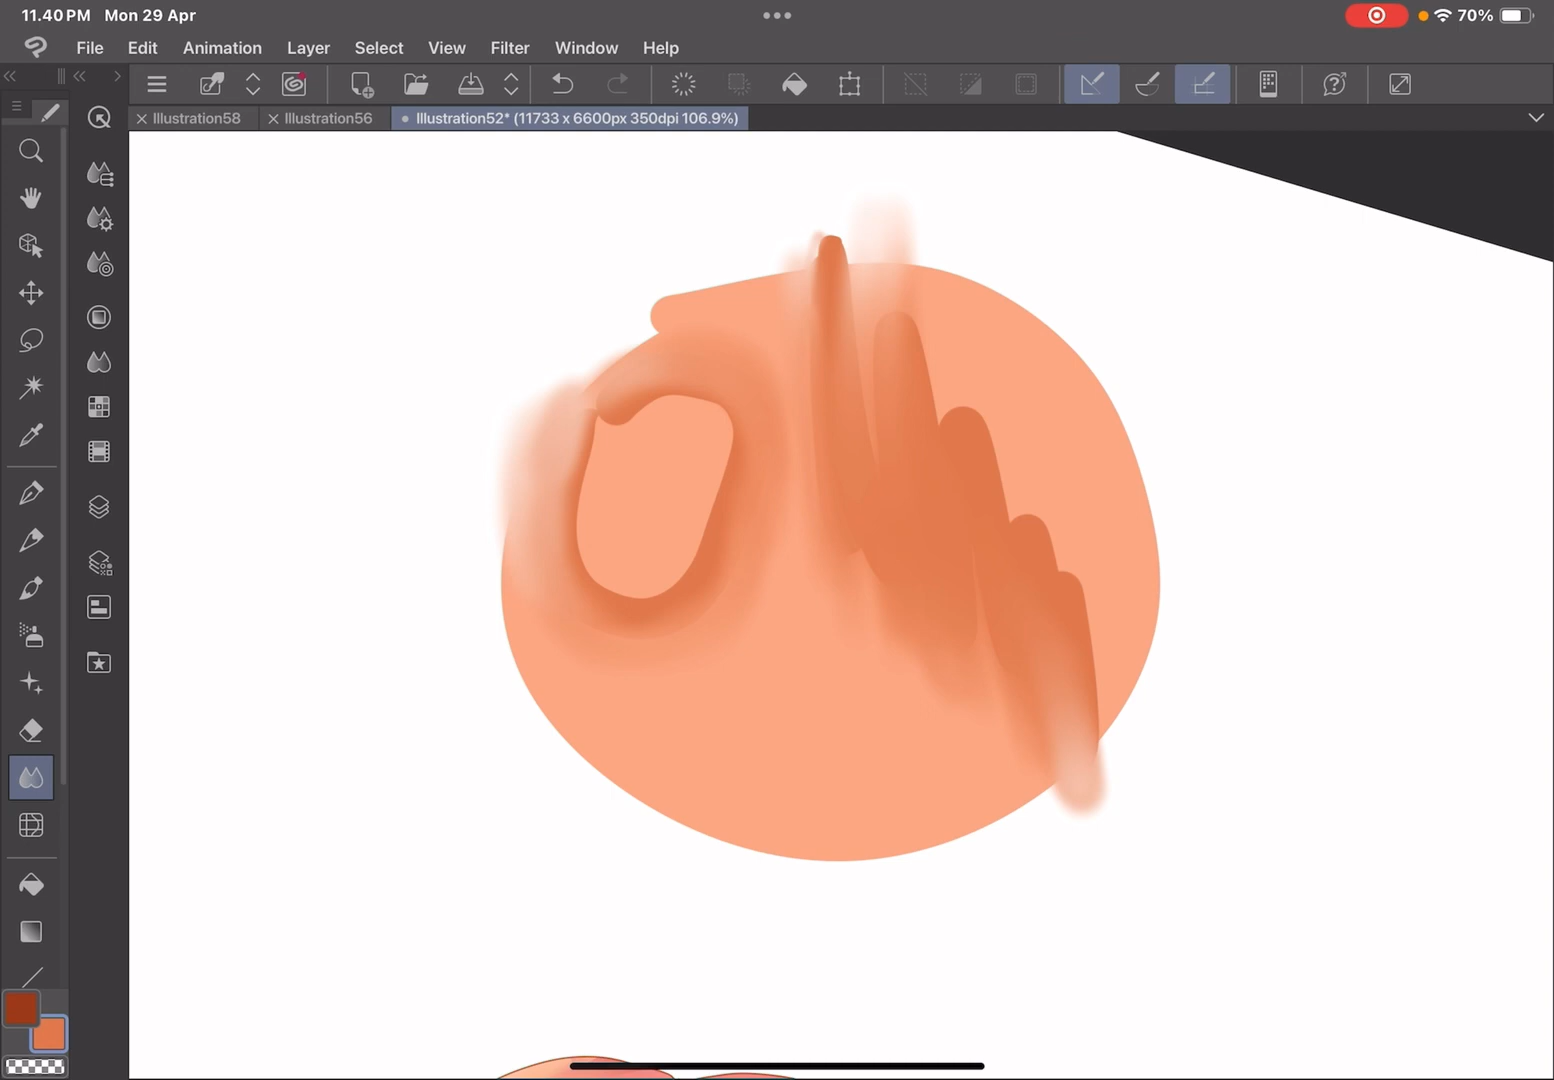 11.40 PM Mon 29 Apr 70%
File Edit Animation Layer Select View Filter Window Help
Illustration58 Illustration56 Illustration52* (11733 x 6600px 350dpi 106.9%)